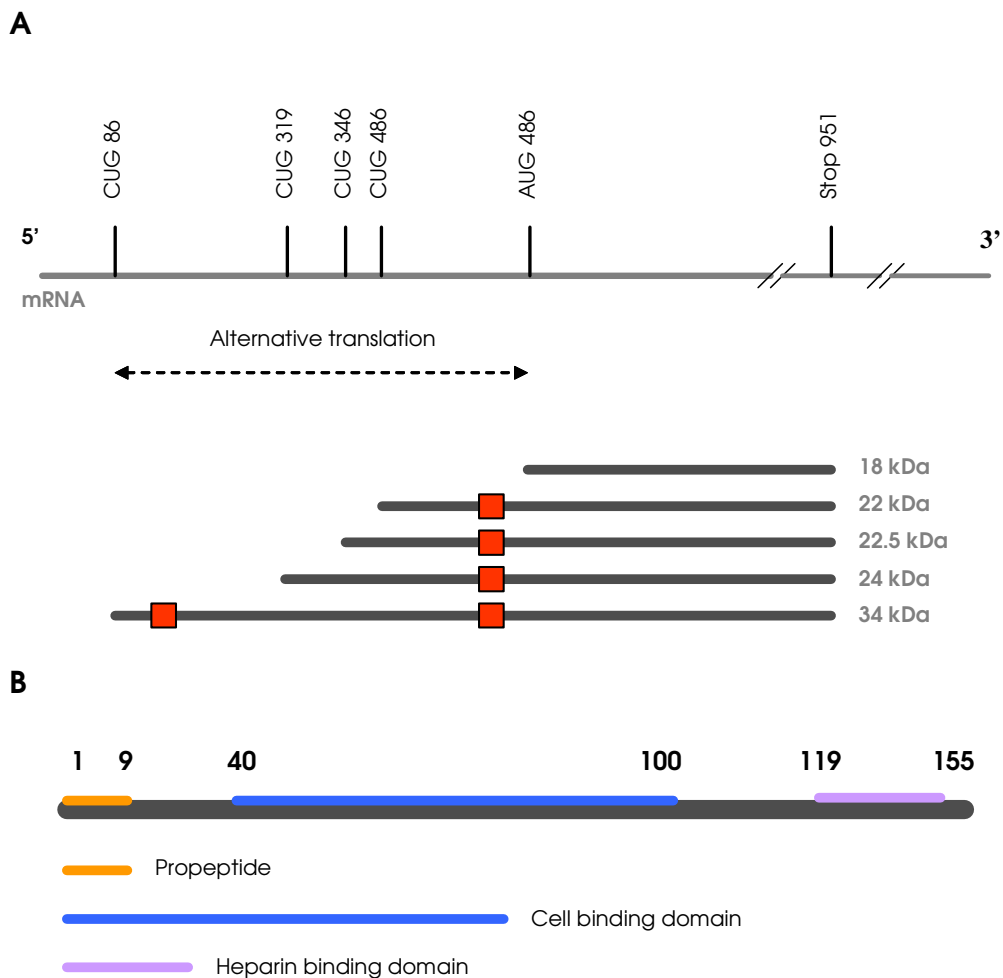 A
CUG 86
CUG 319
CUG 346
CUG 486
AUG 486
Stop 951
5’
3’
mRNA
Alternative translation
18 kDa
22 kDa
22.5 kDa
24 kDa
34 kDa
B
1 9 40 100 119 155
Propeptide
Cell binding domain
Heparin binding domain